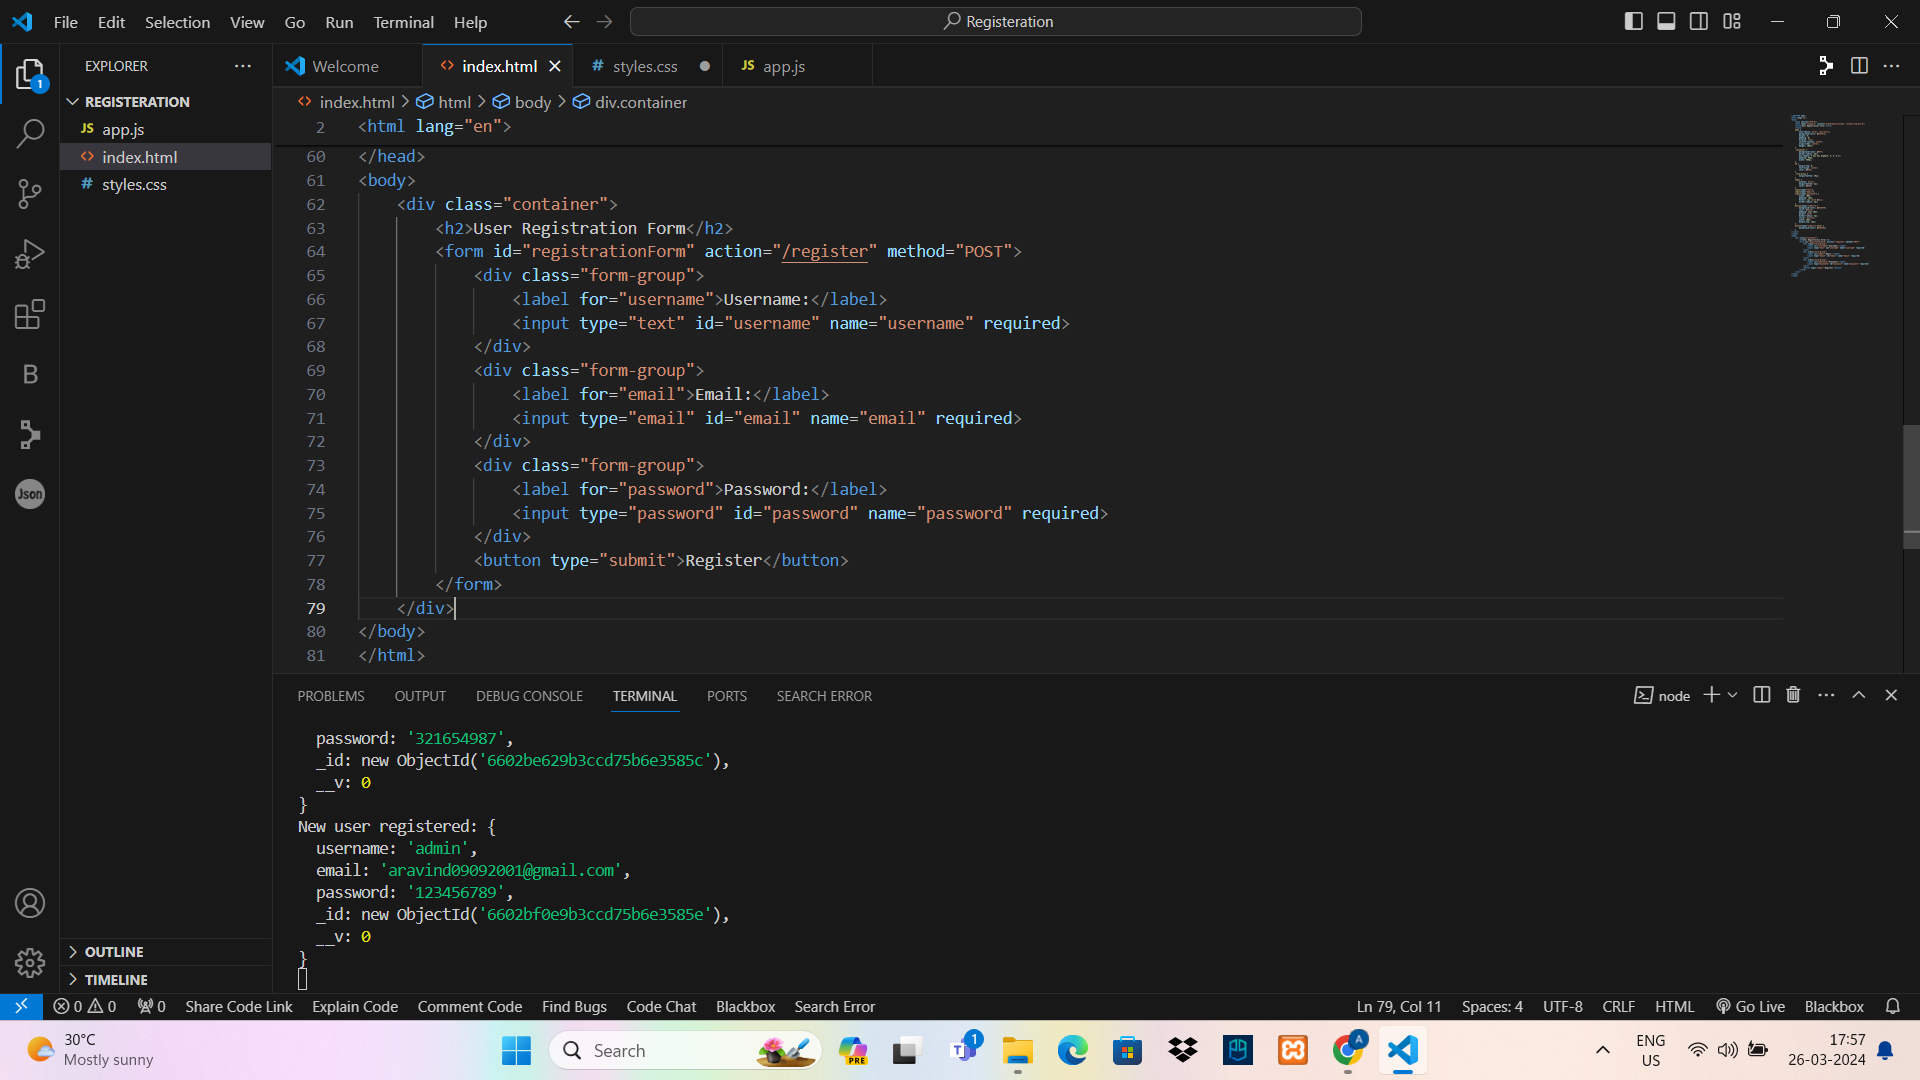 File Edit Selection View Go Run Terminal Help
Registeration
EXPLORER
1
REGISTERATION
JS app.js
<> index.html
# styles.css
B
Json
OUTLINE
TIMELINE
Welcome
<> index.html
# styles.css
JS app.js
<> index.html > html > body > div.container
2 <html lang="en">
60 </head>
61 <body>
62 <div class="container">
63 <h2>User Registration Form</h2>
64 <form id="registrationForm" action="/register" method="POST">
65 <div class="form-group">
66 <label for="username">Username:</label>
67 <input type="text" id="username" name="username" required>
68 </div>
69 <div class="form-group">
70 <label for="email">Email:</label>
71 <input type="email" id="email" name="email" required>
72 </div>
73 <div class="form-group">
74 <label for="password">Password:</label>
75 <input type="password" id="password" name="password" required>
76 </div>
77 <button type="submit">Register</button>
78 </form>
79 </div>
80 </body>
81 </html>
PROBLEMS OUTPUT DEBUG CONSOLE TERMINAL PORTS SEARCH ERROR
node
password: '321654987',
_id: new ObjectId('6602be629b3ccd75b6e3585c'),
__v: 0
}
New user registered: {
username: 'admin',
email: 'aravind09092001@gmail.com',
password: '123456789',
_id: new ObjectId('6602bf0e9b3ccd75b6e3585e'),
__v: 0
}
0 0 0 Share Code Link Explain Code Comment Code Find Bugs Code Chat Blackbox Search Error
Ln 79, Col 11 Spaces: 4 UTF-8 CRLF HTML Go Live Blackbox
30°C
Mostly sunny
Search
PRE
T 1
A
ENG
US
17:57
26-03-2024